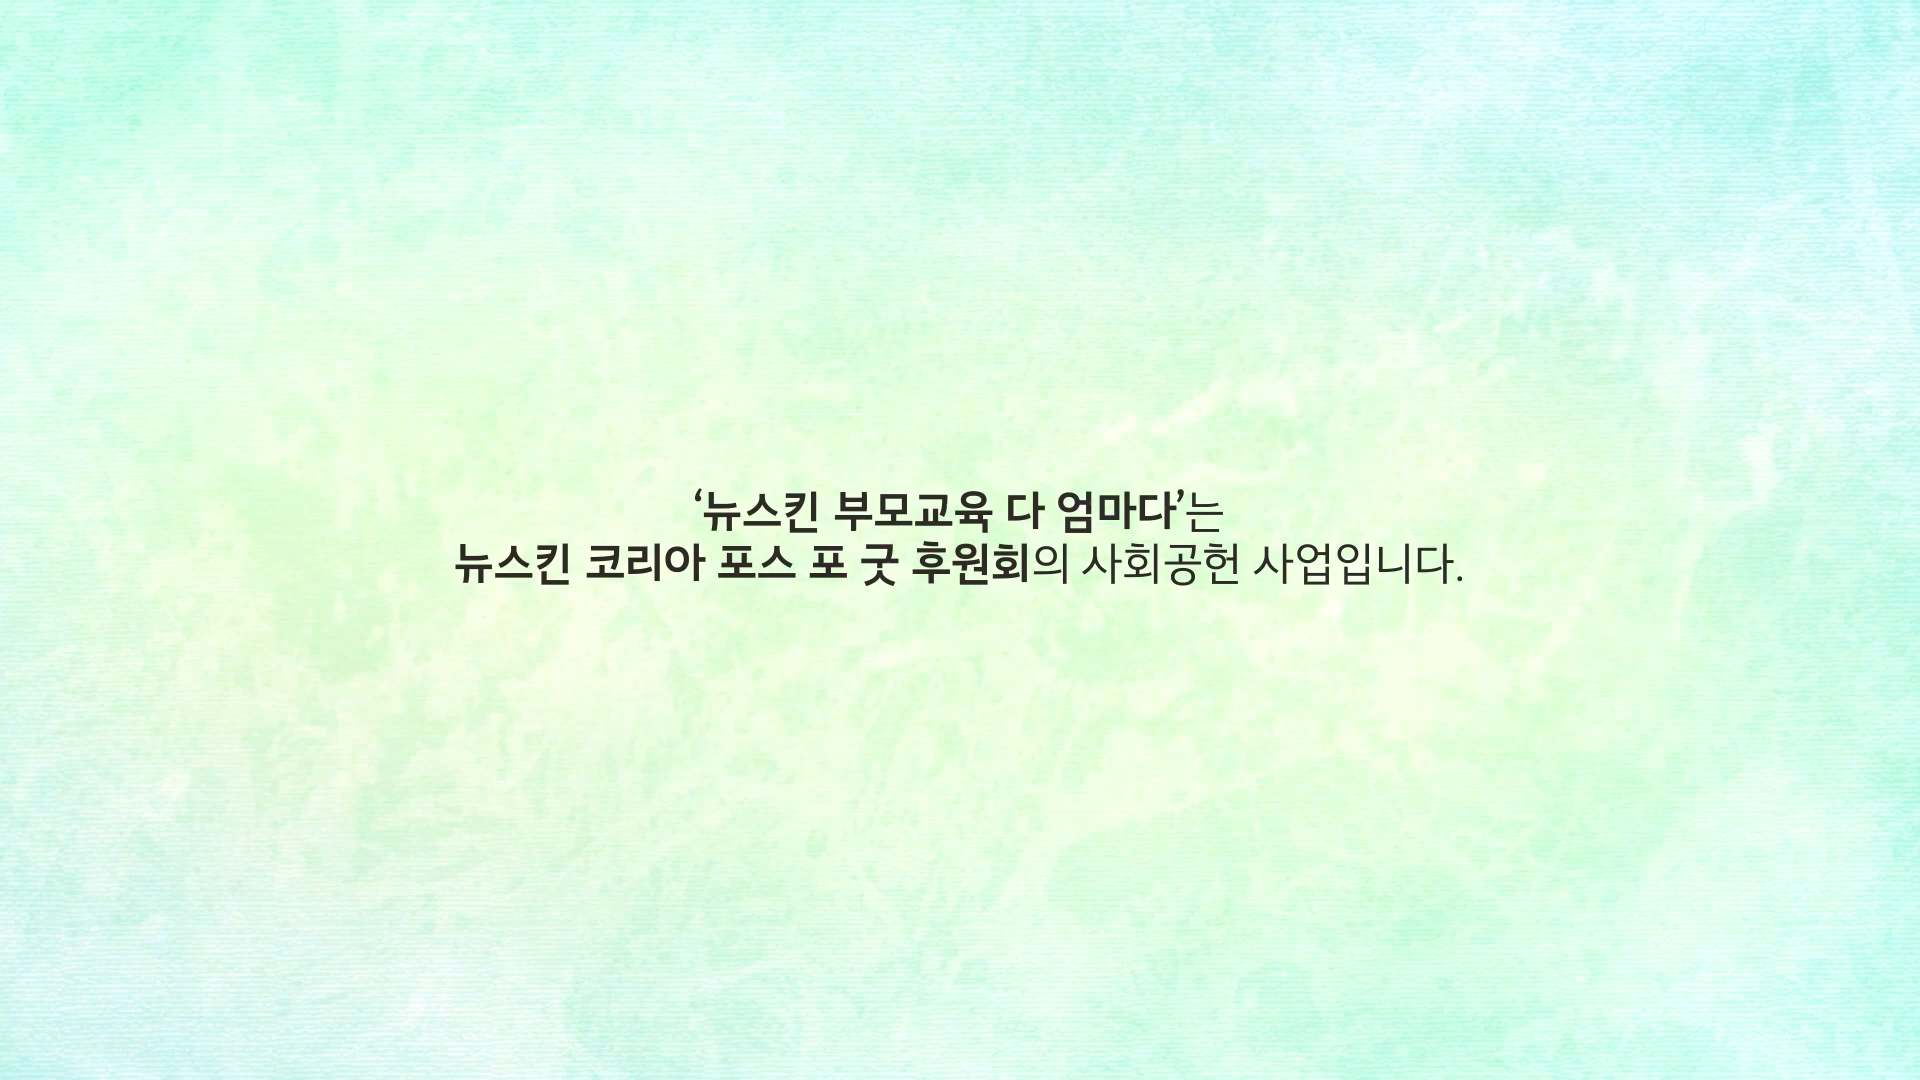 ‘뉴스킨 부모교육 다 엄마다’는
뉴스킨 코리아 포스 포 굿 후원회의 사회공헌 사업입니다.